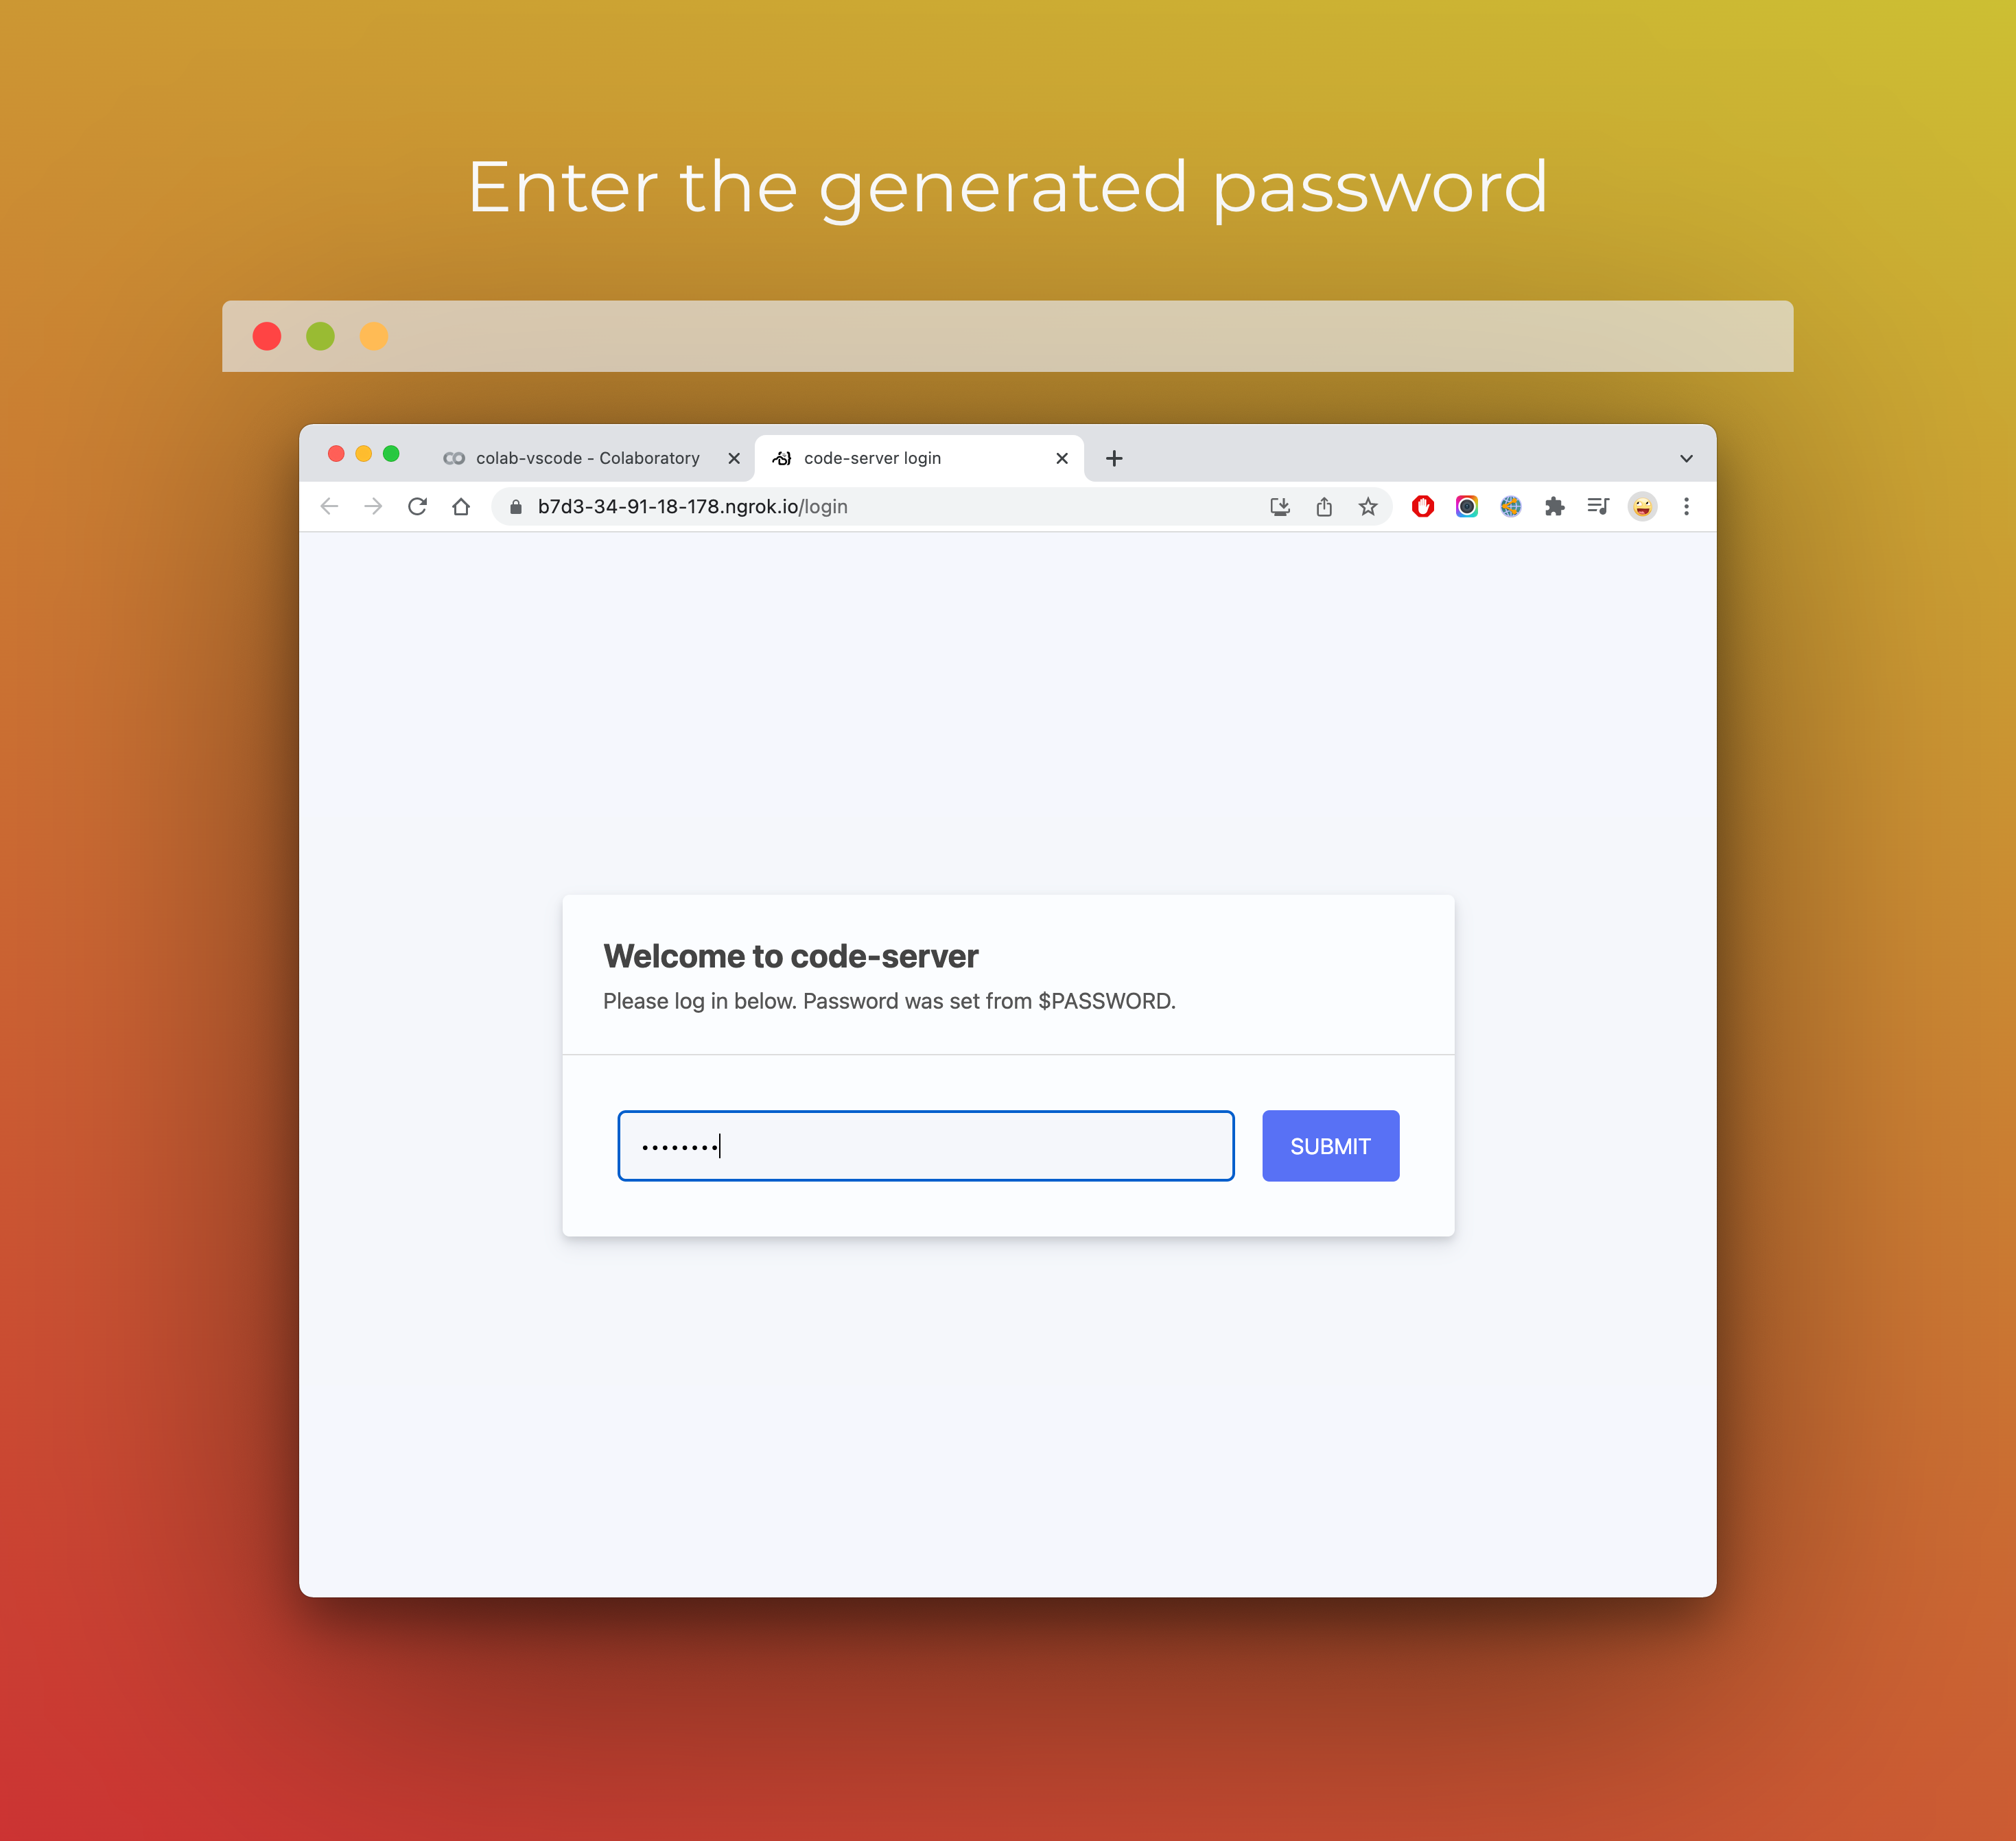 Enter the generated password
colab-vscode - Colaboratory
code-server login
b7d3-34-91-18-178.ngrok.io/login
Welcome to code-server
Please log in below. Password was set from $PASSWORD.
SUBMIT